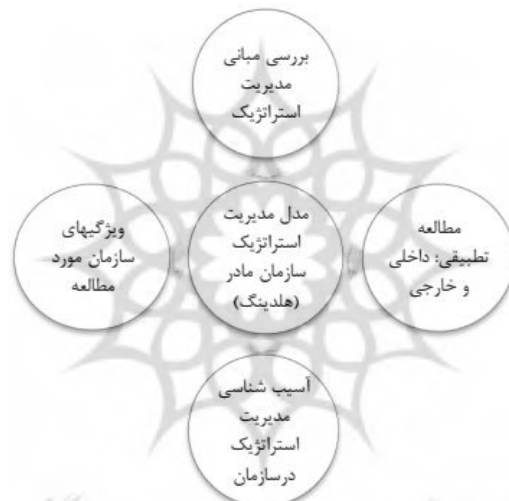 بررسی مبانی
مدیریت
استراتژیک
مطالعه
تطبیقی: داخلی
و خارجی
مدل مدیریت
استراتژیک
سازمان مادر
(هلدینگ)
ویژگیهای
سازمان مورد
مطالعه
آسیب شناسی
مدیریت
استراتژیک
درسازمان